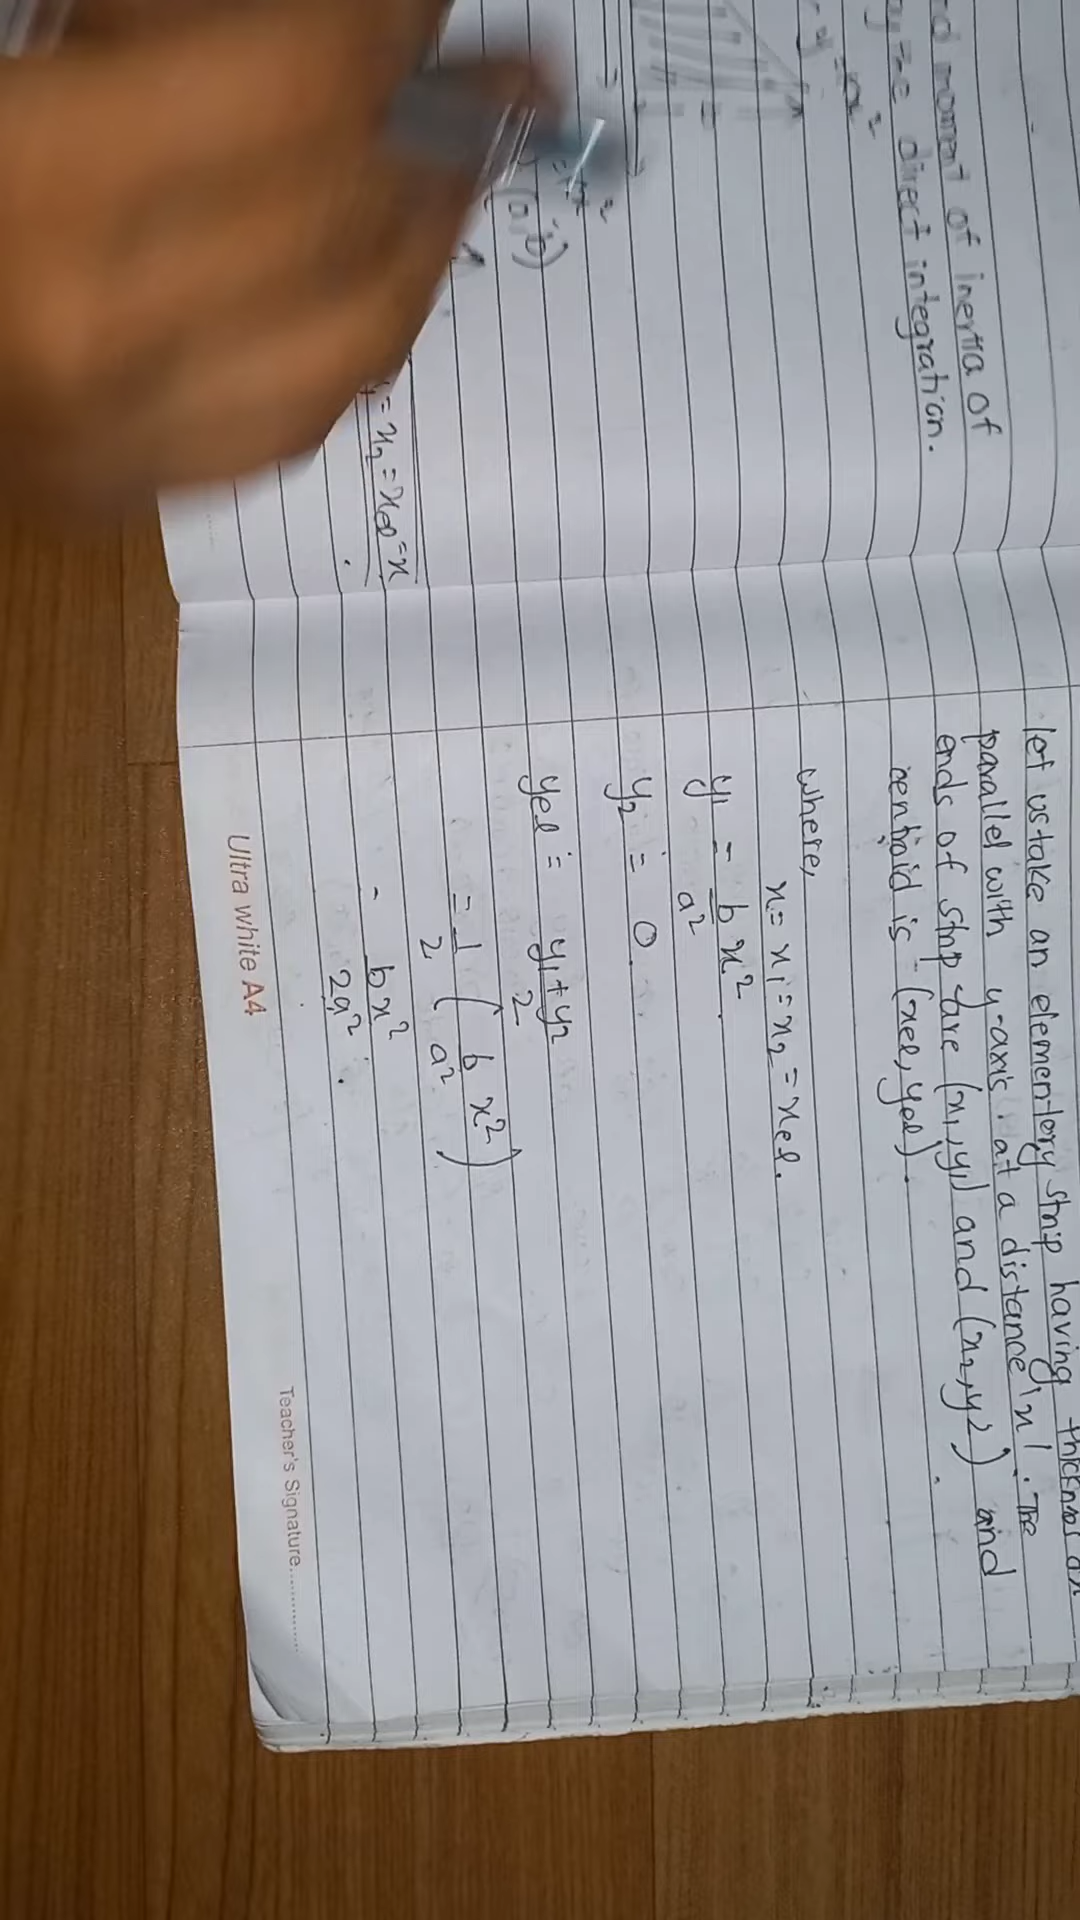 moment of inertia of
the direct integration.
(a, b)
= x₂ = xel = x
let us take an elementory strip having thickness dx
parallel with y-axis at a distance 'x'. The
ends of strip are (x₁, y₁) and (x₂, y₂) and
centroid is (xel, yel).
where,
x = x₁ = x₂ = xel.
y₁ = b/a² x²
y₂ = 0.
yel = (y₁ + y₂)/2
= 1/2 (b/a² x²)
= bx²/2a².
Ultra white A4
Teacher's Signature..............